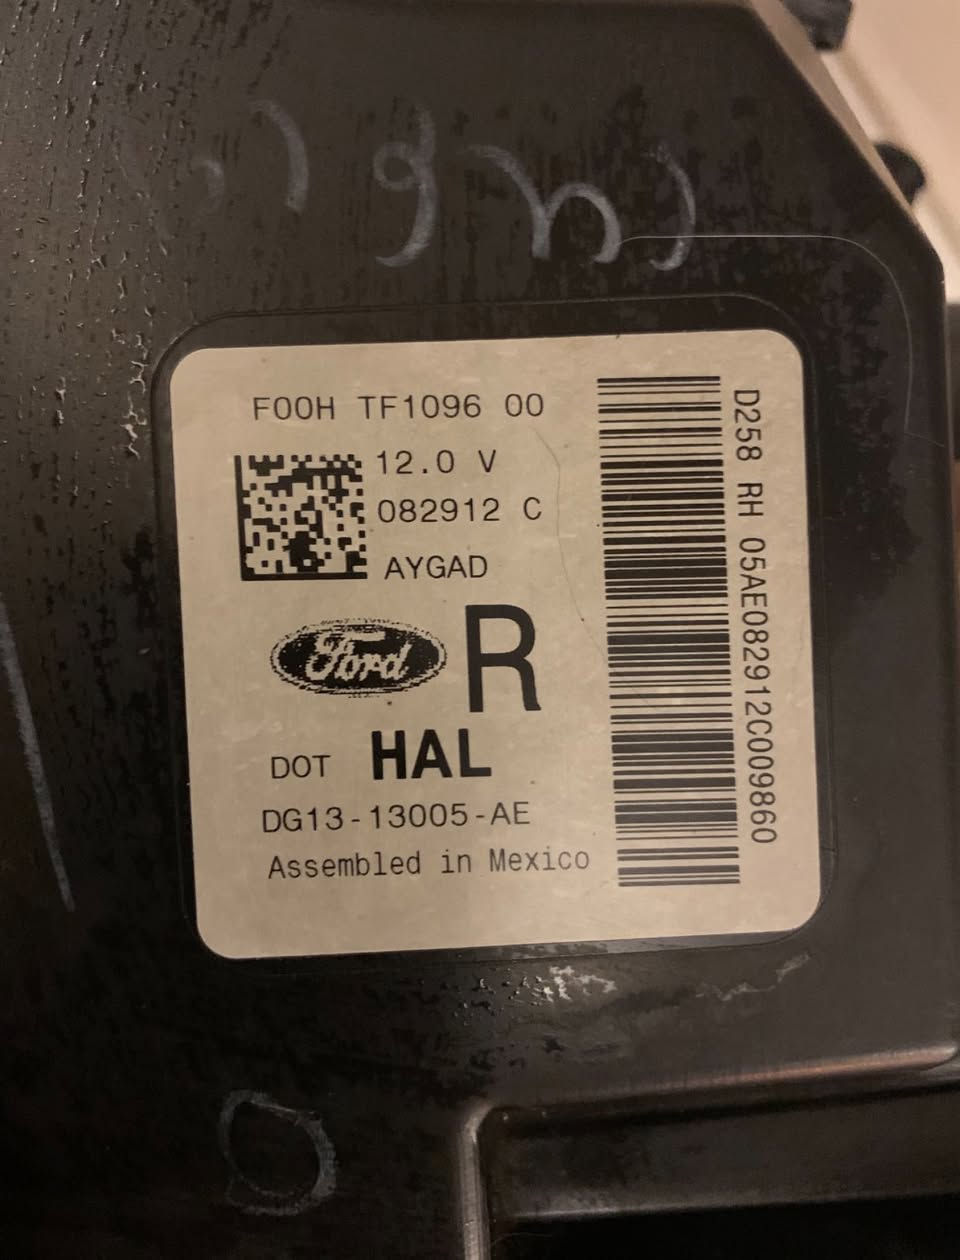 F00H TF1096 00
12.0 V
082912 C
AYGAD
Ford
R
DOT HAL
DG13-13005-AE
Assembled in Mexico
D258 RH 05AE082912C009860